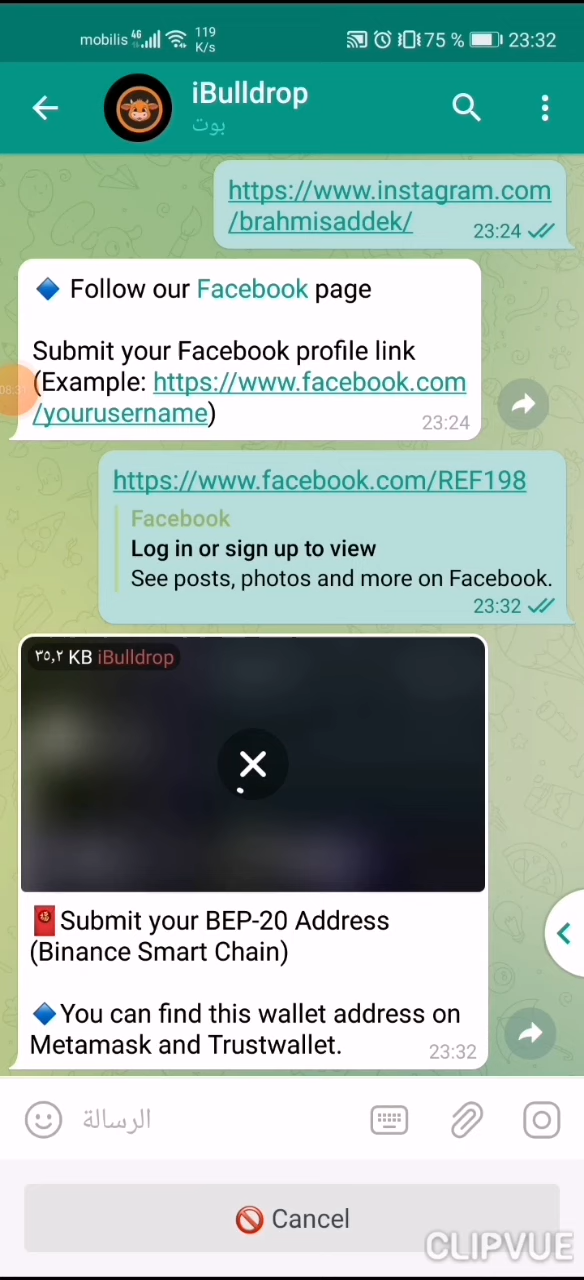 mobilis 4G 119 K/s 75 % 23:32
iBulldrop
بوت
https://www.instagram.com
/brahmisaddek/ 23:24
Follow our Facebook page
Submit your Facebook profile link
(Example: https://www.facebook.com
/yourusername)
23:24
https://www.facebook.com/REF198
Facebook
Log in or sign up to view
See posts, photos and more on Facebook.
23:32
٣٥,٢ KB iBulldrop
Submit your BEP-20 Address
(Binance Smart Chain)
You can find this wallet address on
Metamask and Trustwallet.
23:32
الرسالة
Cancel
CLIPVUE